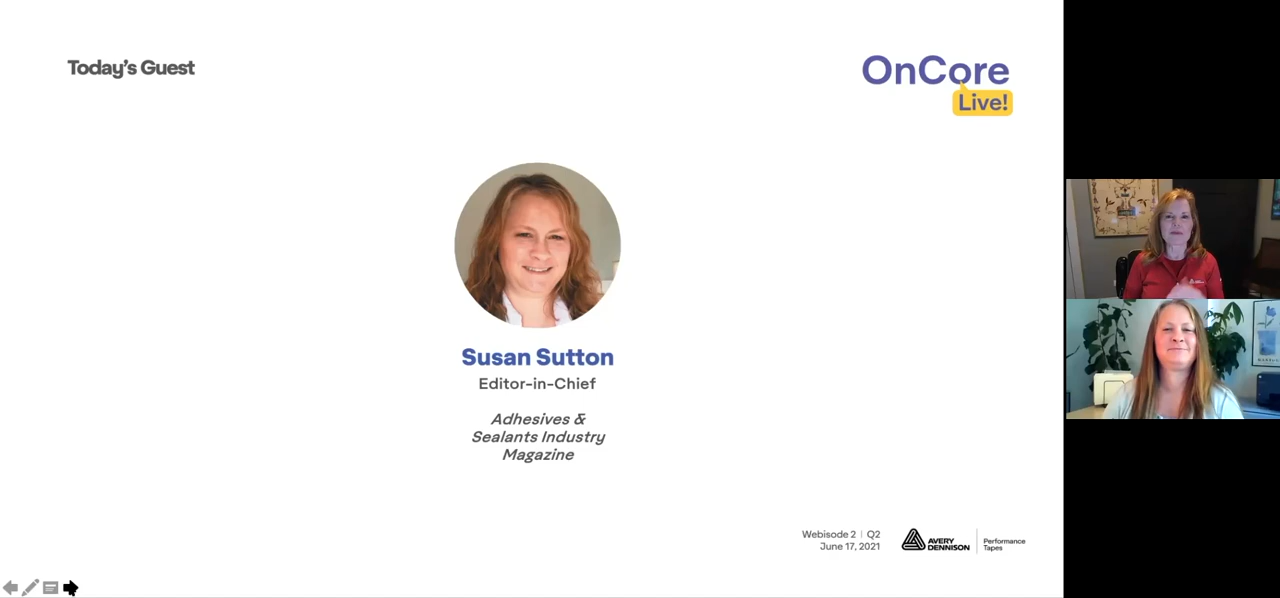 Today's Guest
OnCore
Live!
Susan Sutton
Editor-in-Chief
Adhesives &
Sealants Industry
Magazine
Webisode 2 | Q2
June 17, 2021
AVERY
DENNISON
Performance
Tapes